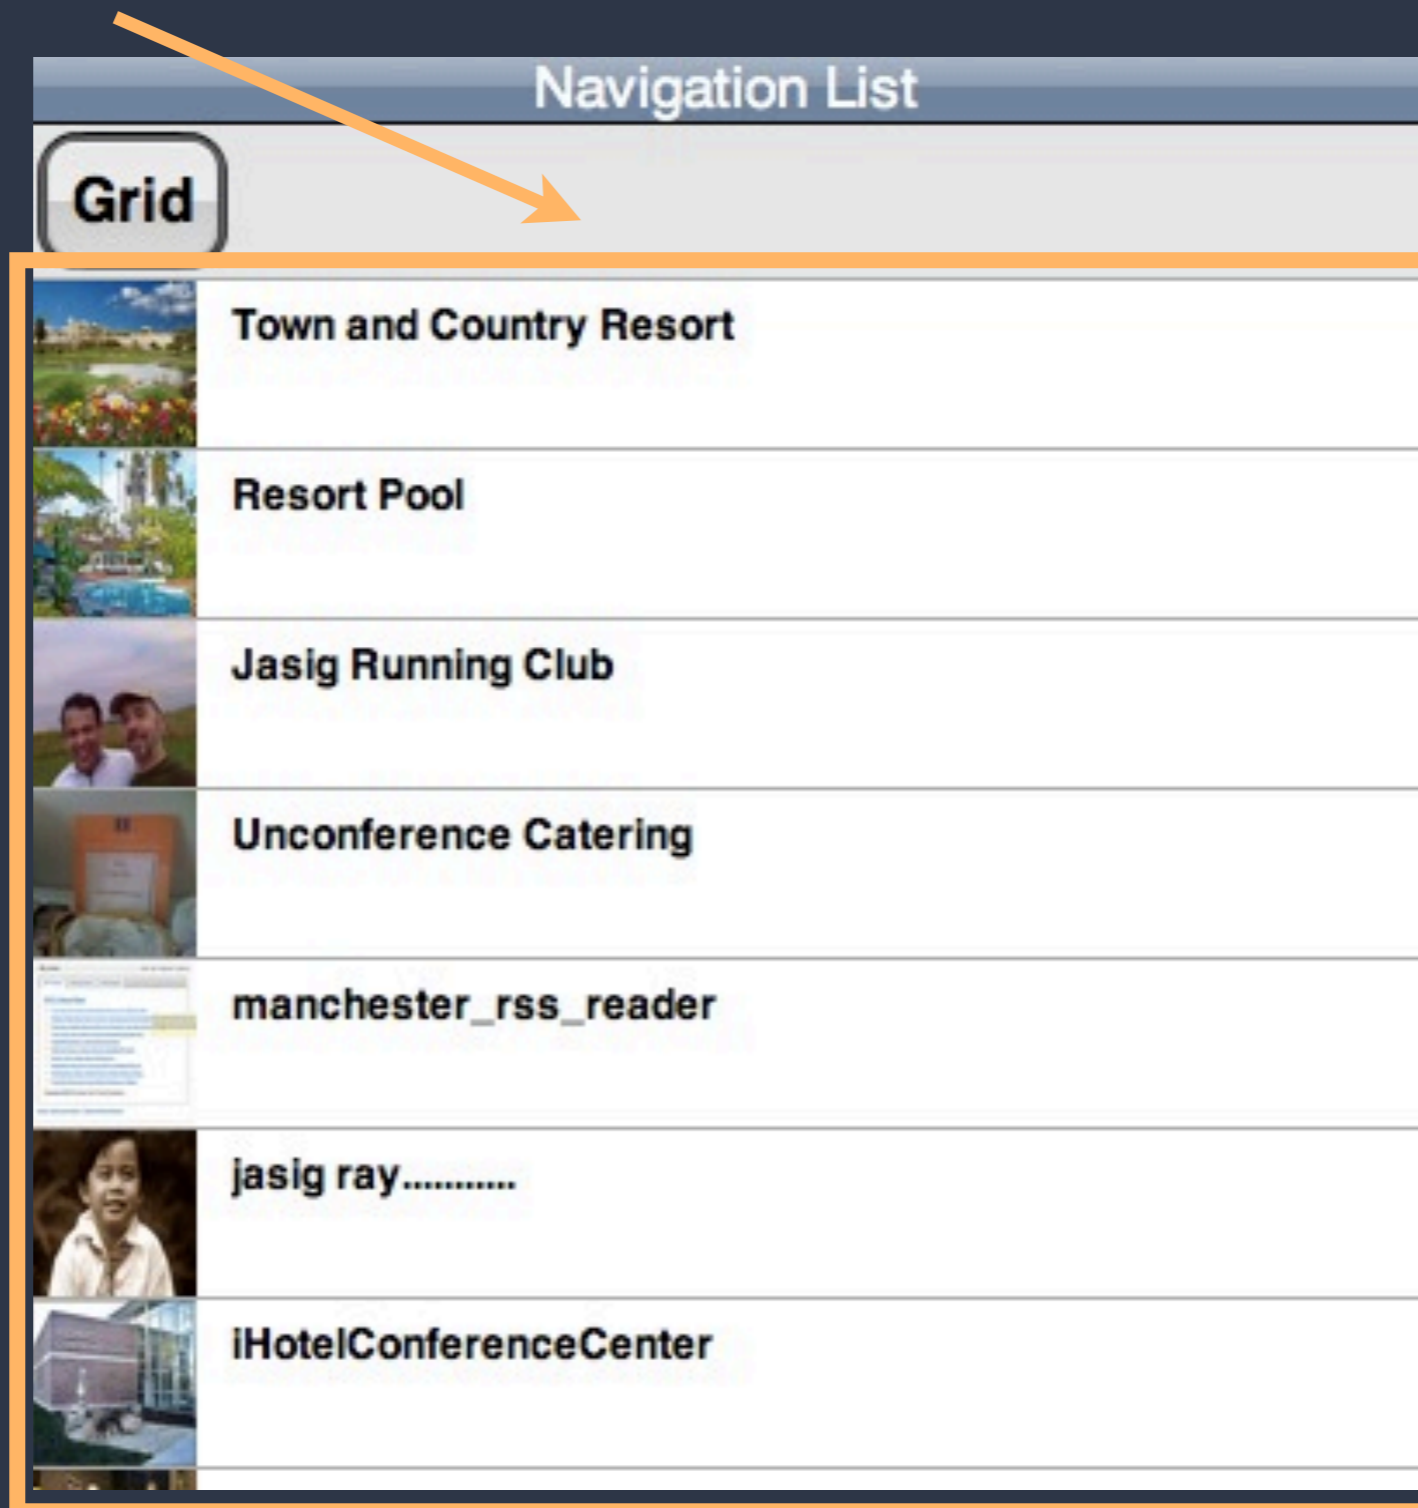 Navigation List
Grid
Town and Country Resort
Resort Pool
Jasig Running Club
Unconference Catering
manchester_rss_reader
jasig ray...........
iHotelConferenceCenter